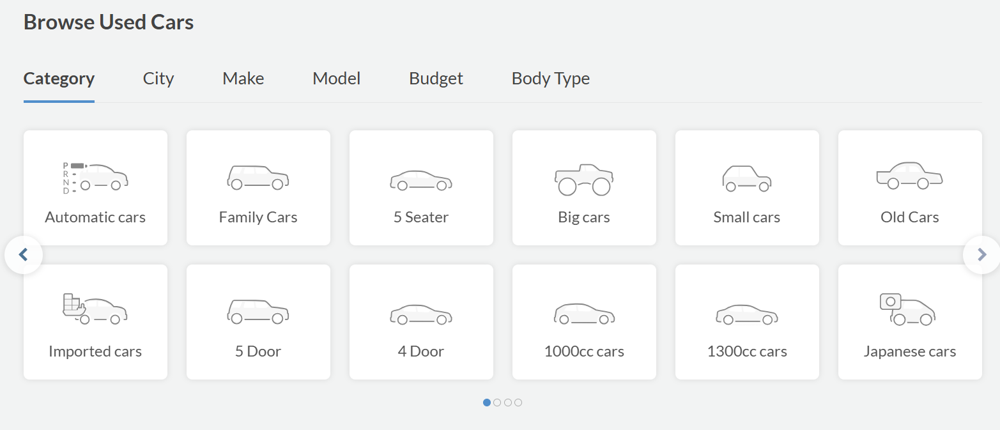 Browse Used Cars
Category City Make Model Budget Body Type
P
R
N
D
Automatic cars Family Cars 5 Seater Big cars Small cars Old Cars
Imported cars 5 Door 4 Door 1000cc cars 1300cc cars Japanese cars